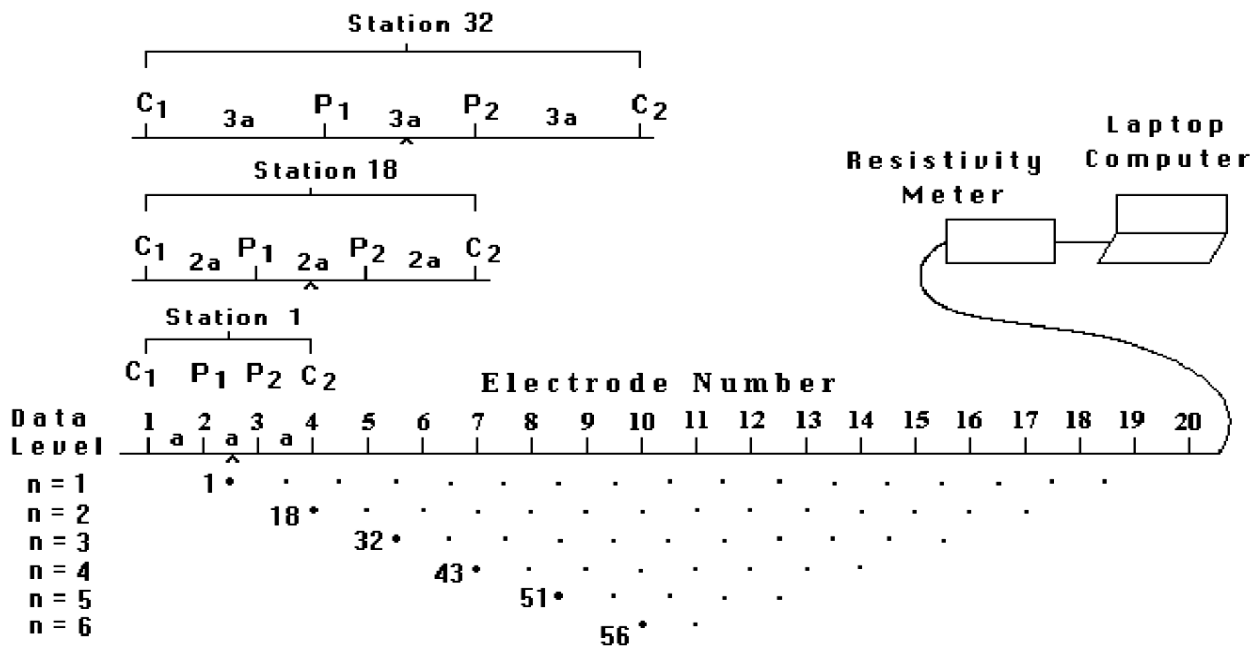 Station 32
C1 3a P1 3a P2 3a C2
Station 18
C1 2a P1 2a P2 2a C2
Station 1
C1 P1 P2 C2
Resistivity Meter
Laptop Computer
Electrode Number
Data Level
1 2 3 4 5 6 7 8 9 10 11 12 13 14 15 16 17 18 19 20
a a a
n = 1 1
n = 2 18
n = 3 32
n = 4 43
n = 5 51
n = 6 56